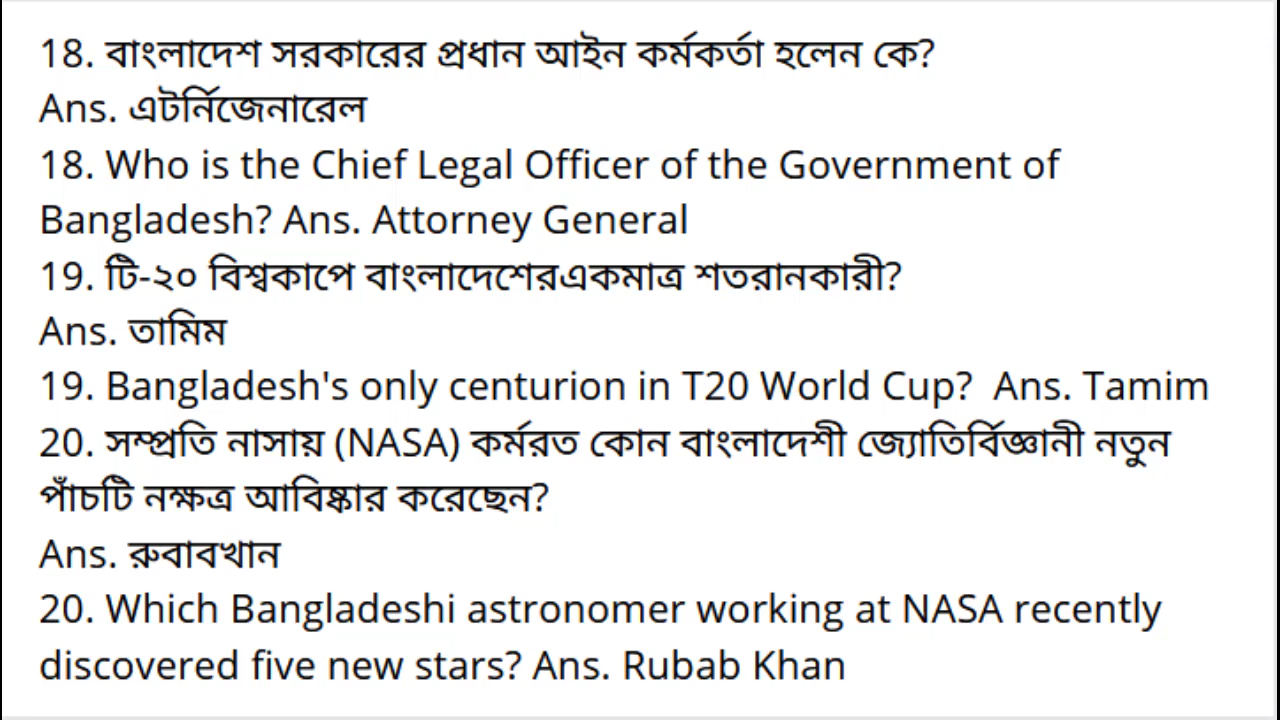 18. বাংলাদেশ সরকারের প্রধান আইন কর্মকর্তা হলেন কে?
Ans. এটর্নিজেনারেল
18. Who is the Chief Legal Officer of the Government of
Bangladesh? Ans. Attorney General
19. টি-২০ বিশ্বকাপে বাংলাদেশেরএকমাত্র শতরানকারী?
Ans. তামিম
19. Bangladesh's only centurion in T20 World Cup?  Ans. Tamim
20. সম্প্রতি নাসায় (NASA) কর্মরত কোন বাংলাদেশী জ্যোতির্বিজ্ঞানী নতুন
পাঁচটি নক্ষত্র আবিষ্কার করেছেন?
Ans. রুবাবখান
20. Which Bangladeshi astronomer working at NASA recently
discovered five new stars? Ans. Rubab Khan